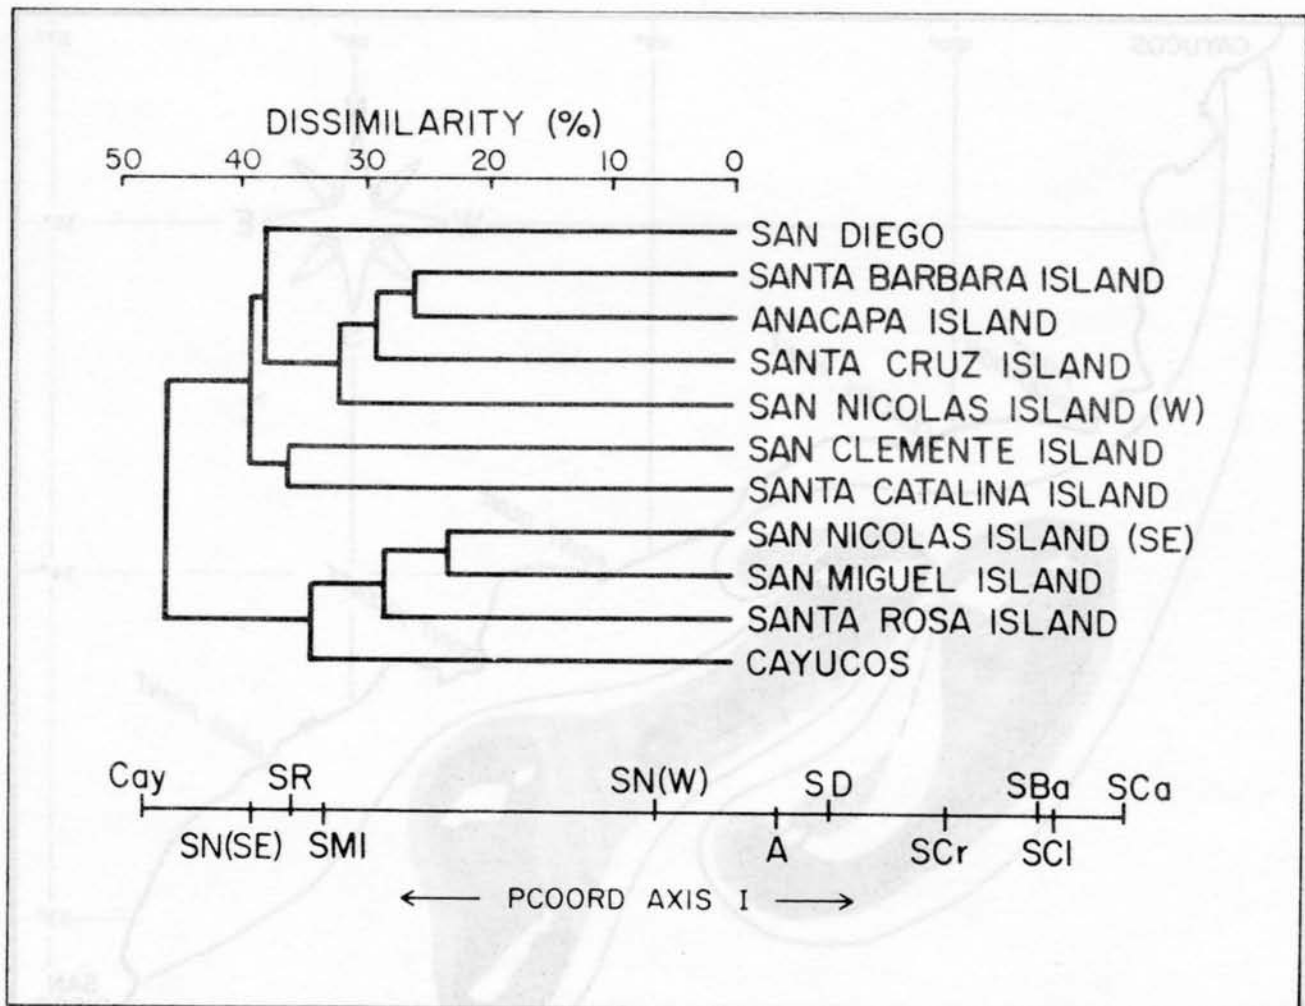 DISSIMILARITY (%)
50 40 30 20 10 0
SAN DIEGO
SANTA BARBARA ISLAND
ANACAPA ISLAND
SANTA CRUZ ISLAND
SAN NICOLAS ISLAND (W)
SAN CLEMENTE ISLAND
SANTA CATALINA ISLAND
SAN NICOLAS ISLAND (SE)
SAN MIGUEL ISLAND
SANTA ROSA ISLAND
CAYUCOS
Cay SR SN(W) SD SBa SCa
SN(SE) SMI A SCr SCl
PCOORD AXIS I